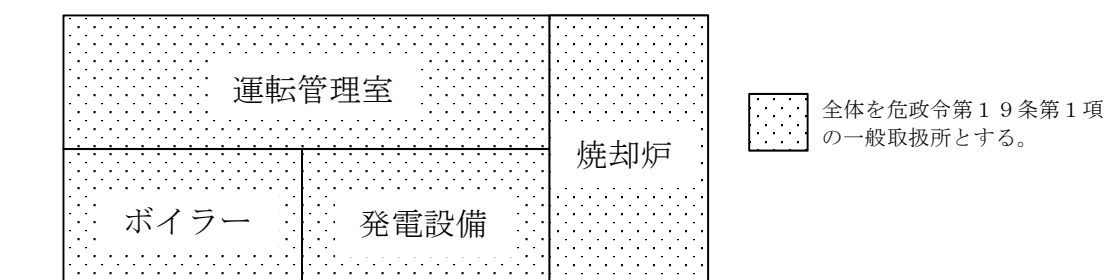 運転管理室
焼却炉
ボイラー
発電設備
全体を危政令第１９条第１項
の一般取扱所とする。